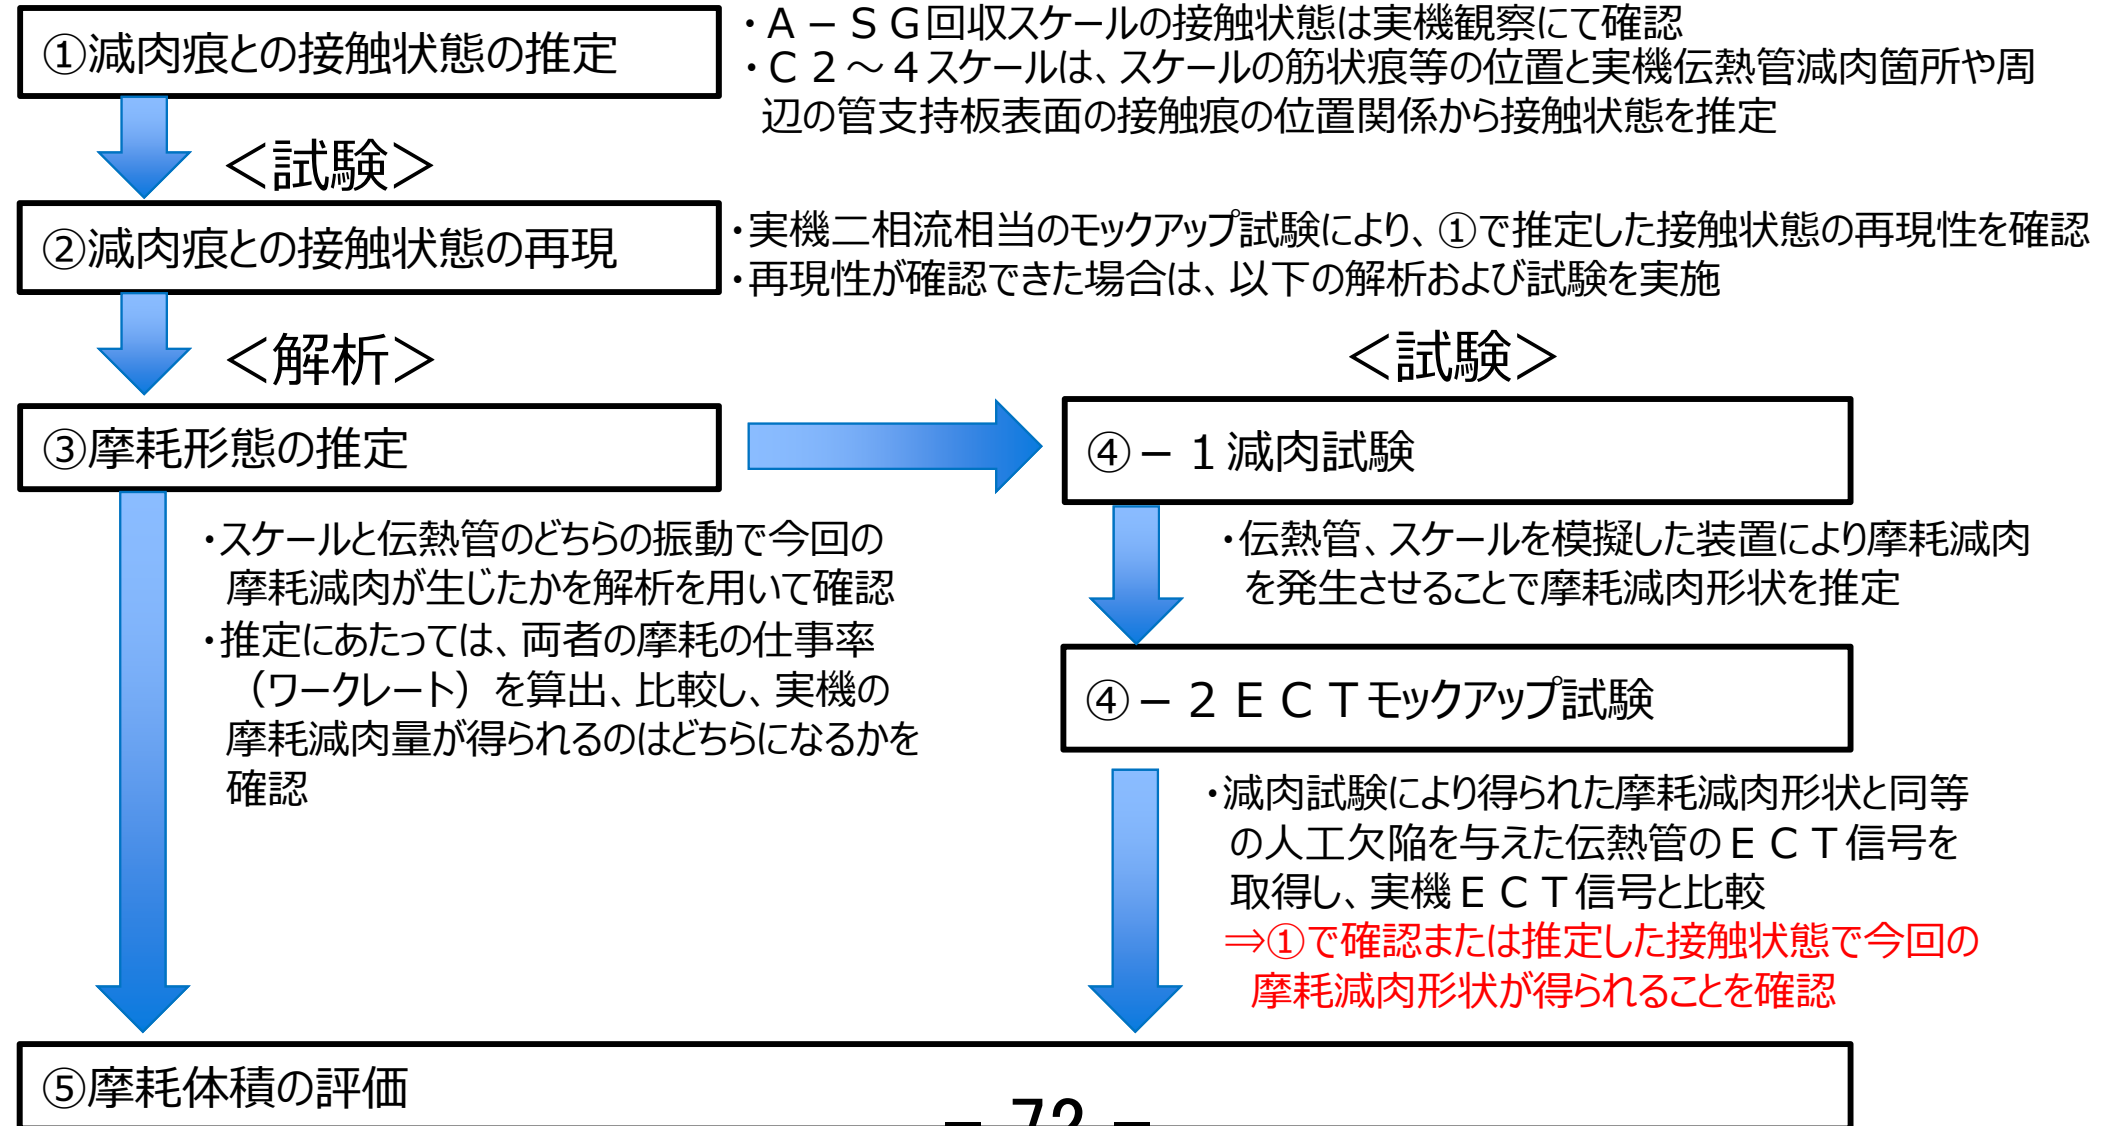 ①減肉痕との接触状態の推定
・Ａ－ＳＧ回収スケールの接触状態は実機観察にて確認
・Ｃ２～４スケールは、スケールの筋状痕等の位置と実機伝熱管減肉箇所や周
辺の管支持板表面の接触痕の位置関係から接触状態を推定
＜試験＞
②減肉痕との接触状態の再現
・実機二相流相当のモックアップ試験により、①で推定した接触状態の再現性を確認
・再現性が確認できた場合は、以下の解析および試験を実施
＜解析＞
③摩耗形態の推定
・スケールと伝熱管のどちらの振動で今回の
摩耗減肉が生じたかを解析を用いて確認
・推定にあたっては、両者の摩耗の仕事率
（ワークレート）を算出、比較し、実機の
摩耗減肉量が得られるのはどちらになるかを
確認
＜試験＞
④－１減肉試験
・伝熱管、スケールを模擬した装置により摩耗減肉
を発生させることで摩耗減肉形状を推定
④－２ＥＣＴモックアップ試験
・減肉試験により得られた摩耗減肉形状と同等
の人工欠陥を与えた伝熱管のＥＣＴ信号を
取得し、実機ＥＣＴ信号と比較
⇒①で確認または推定した接触状態で今回の
摩耗減肉形状が得られることを確認
⑤摩耗体積の評価
－ 72 －